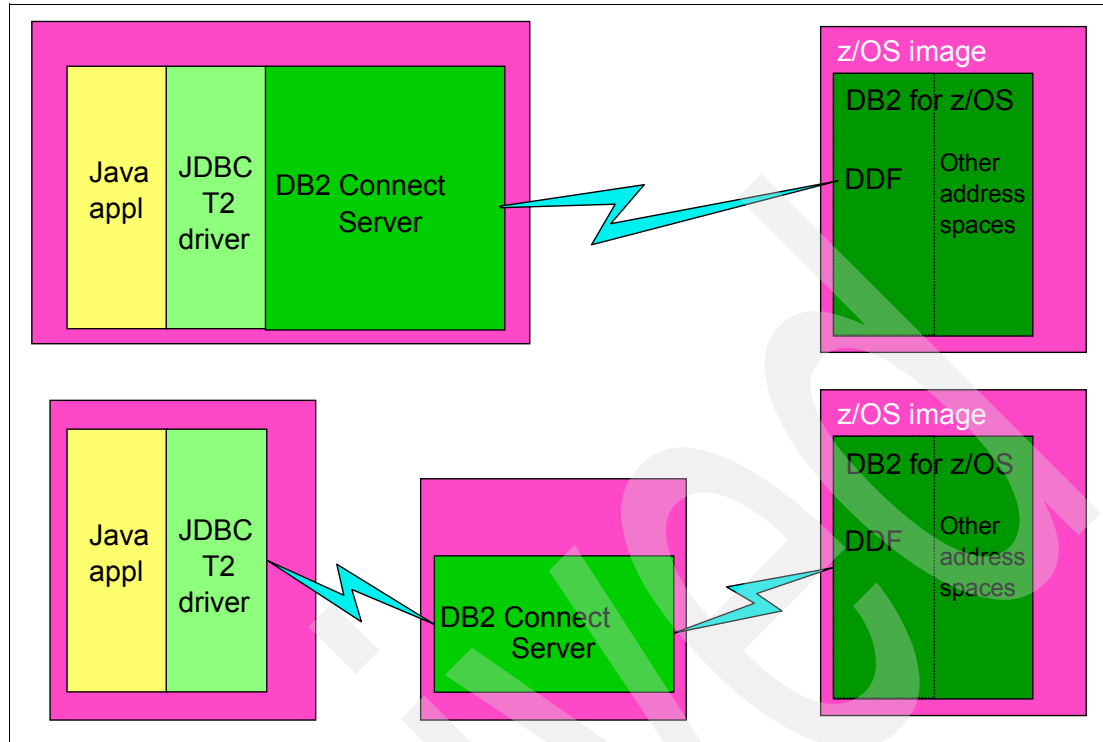 Java
appl
JDBC
T2
driver
DB2 Connect
Server
z/OS image
DB2 for z/OS
DDF
Other
address
spaces
Java
appl
JDBC
T2
driver
DB2 Connect
Server
z/OS image
DB2 for z/OS
DDF
Other
address
spaces